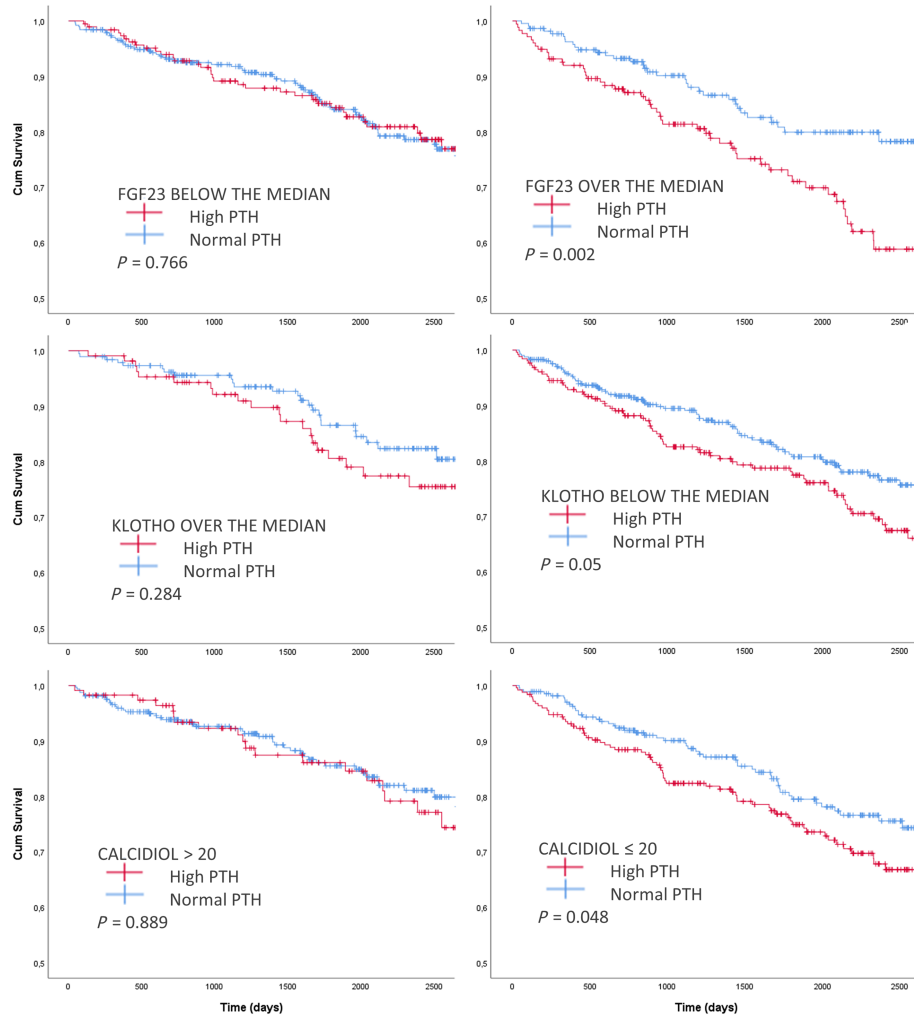 1,0
0,9
0,8
0,7
0,6
0,5
Cum Survival
FGF23 BELOW THE MEDIAN
High PTH
Normal PTH
P = 0.766
0 500 1000 1500 2000 2500
1,0
0,9
0,8
0,7
0,6
0,5
FGF23 OVER THE MEDIAN
High PTH
Normal PTH
P = 0.002
0 500 1000 1500 2000 2500
1,0
0,9
0,8
0,7
0,6
0,5
Cum Survival
KLOTHO OVER THE MEDIAN
High PTH
Normal PTH
P = 0.284
0 500 1000 1500 2000 2500
1,0
0,9
0,8
0,7
0,6
0,5
KLOTHO BELOW THE MEDIAN
High PTH
Normal PTH
P = 0.05
0 500 1000 1500 2000 2500
1,0
0,9
0,8
0,7
0,6
0,5
Cum Survival
CALCIDIOL > 20
High PTH
Normal PTH
P = 0.889
0 500 1000 1500 2000 2500
Time (days)
1,0
0,9
0,8
0,7
0,6
0,5
CALCIDIOL ≤ 20
High PTH
Normal PTH
P = 0.048
0 500 1000 1500 2000 2500
Time (days)